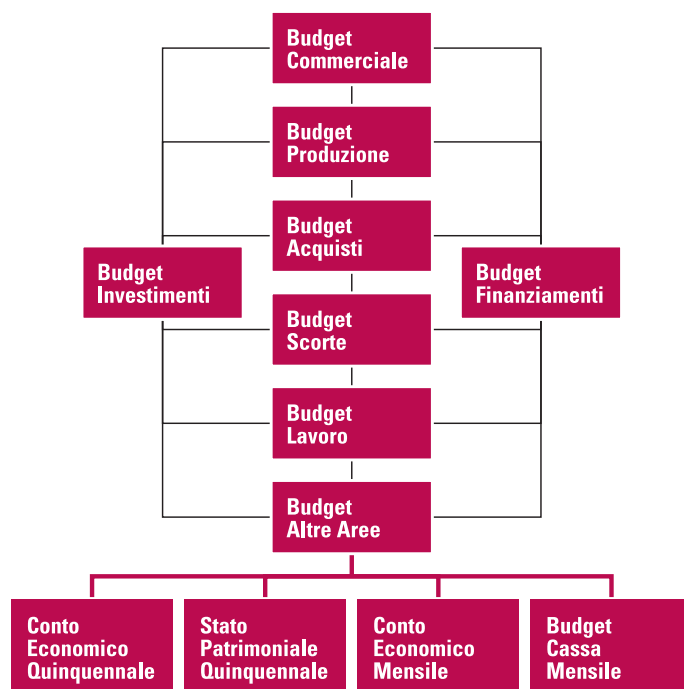 Budget
Commerciale
Budget
Produzione
Budget
Acquisti
Budget
Investimenti
Budget
Finanziamenti
Budget
Scorte
Budget
Lavoro
Budget
Altre Aree
Conto
Economico
Quinquennale
Stato
Patrimoniale
Quinquennale
Conto
Economico
Mensile
Budget
Cassa
Mensile